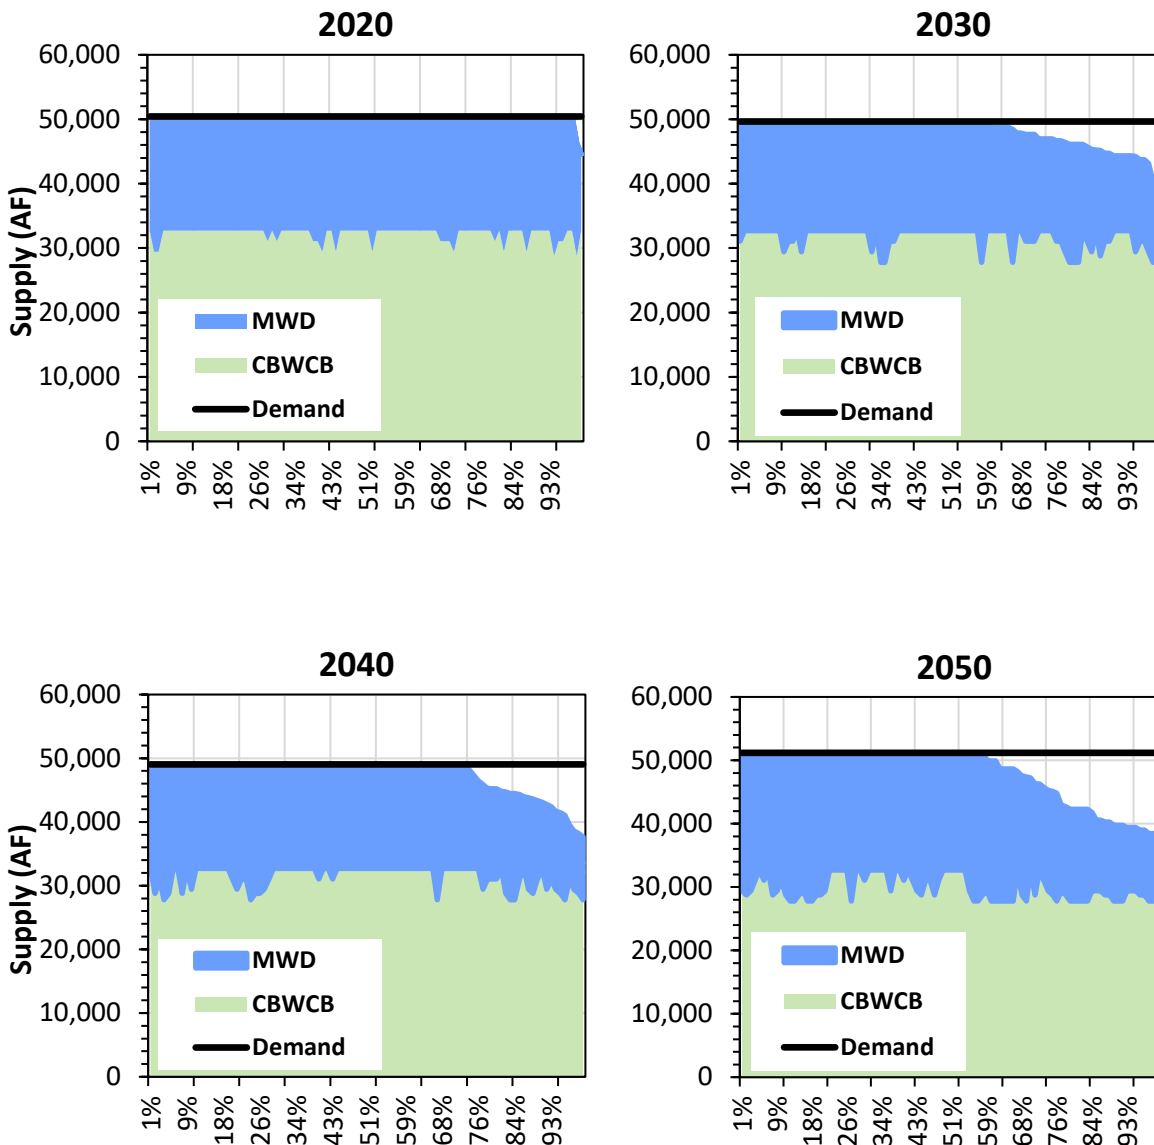 2020
Supply (AF)
60,000
50,000
40,000
30,000
20,000
10,000
0
MWD
CBWCB
Demand
1% 9% 18% 26% 34% 43% 51% 59% 68% 76% 84% 93%
2030
60,000
50,000
40,000
30,000
20,000
10,000
0
MWD
CBWCB
Demand
1% 9% 18% 26% 34% 43% 51% 59% 68% 76% 84% 93%
2040
Supply (AF)
60,000
50,000
40,000
30,000
20,000
10,000
0
MWD
CBWCB
Demand
1% 9% 18% 26% 34% 43% 51% 59% 68% 76% 84% 93%
2050
60,000
50,000
40,000
30,000
20,000
10,000
0
MWD
CBWCB
Demand
1% 9% 18% 26% 34% 43% 51% 59% 68% 76% 84% 93%